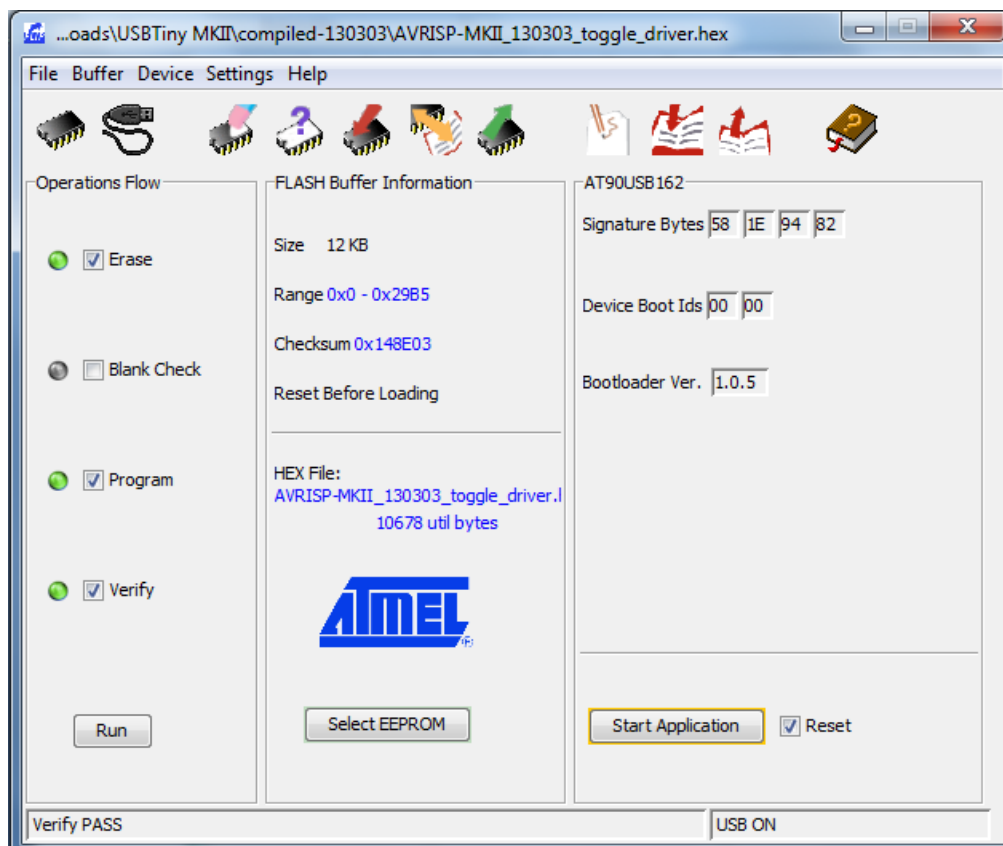 ...oads\USBTiny MKII\compiled-130303\AVRISP-MKII_130303_toggle_driver.hex
File Buffer Device Settings Help
Operations Flow
Erase
Blank Check
Program
Verify
Run
FLASH Buffer Information
Size 12 KB
Range 0x0 - 0x29B5
Checksum 0x148E03
Reset Before Loading
HEX File:
AVRISP-MKII_130303_toggle_driver.l
10678 util bytes
ATMEL
®
Select EEPROM
AT90USB162
Signature Bytes 58 1E 94 82
Device Boot Ids 00 00
Bootloader Ver. 1.0.5
Start Application Reset
Verify PASS USB ON